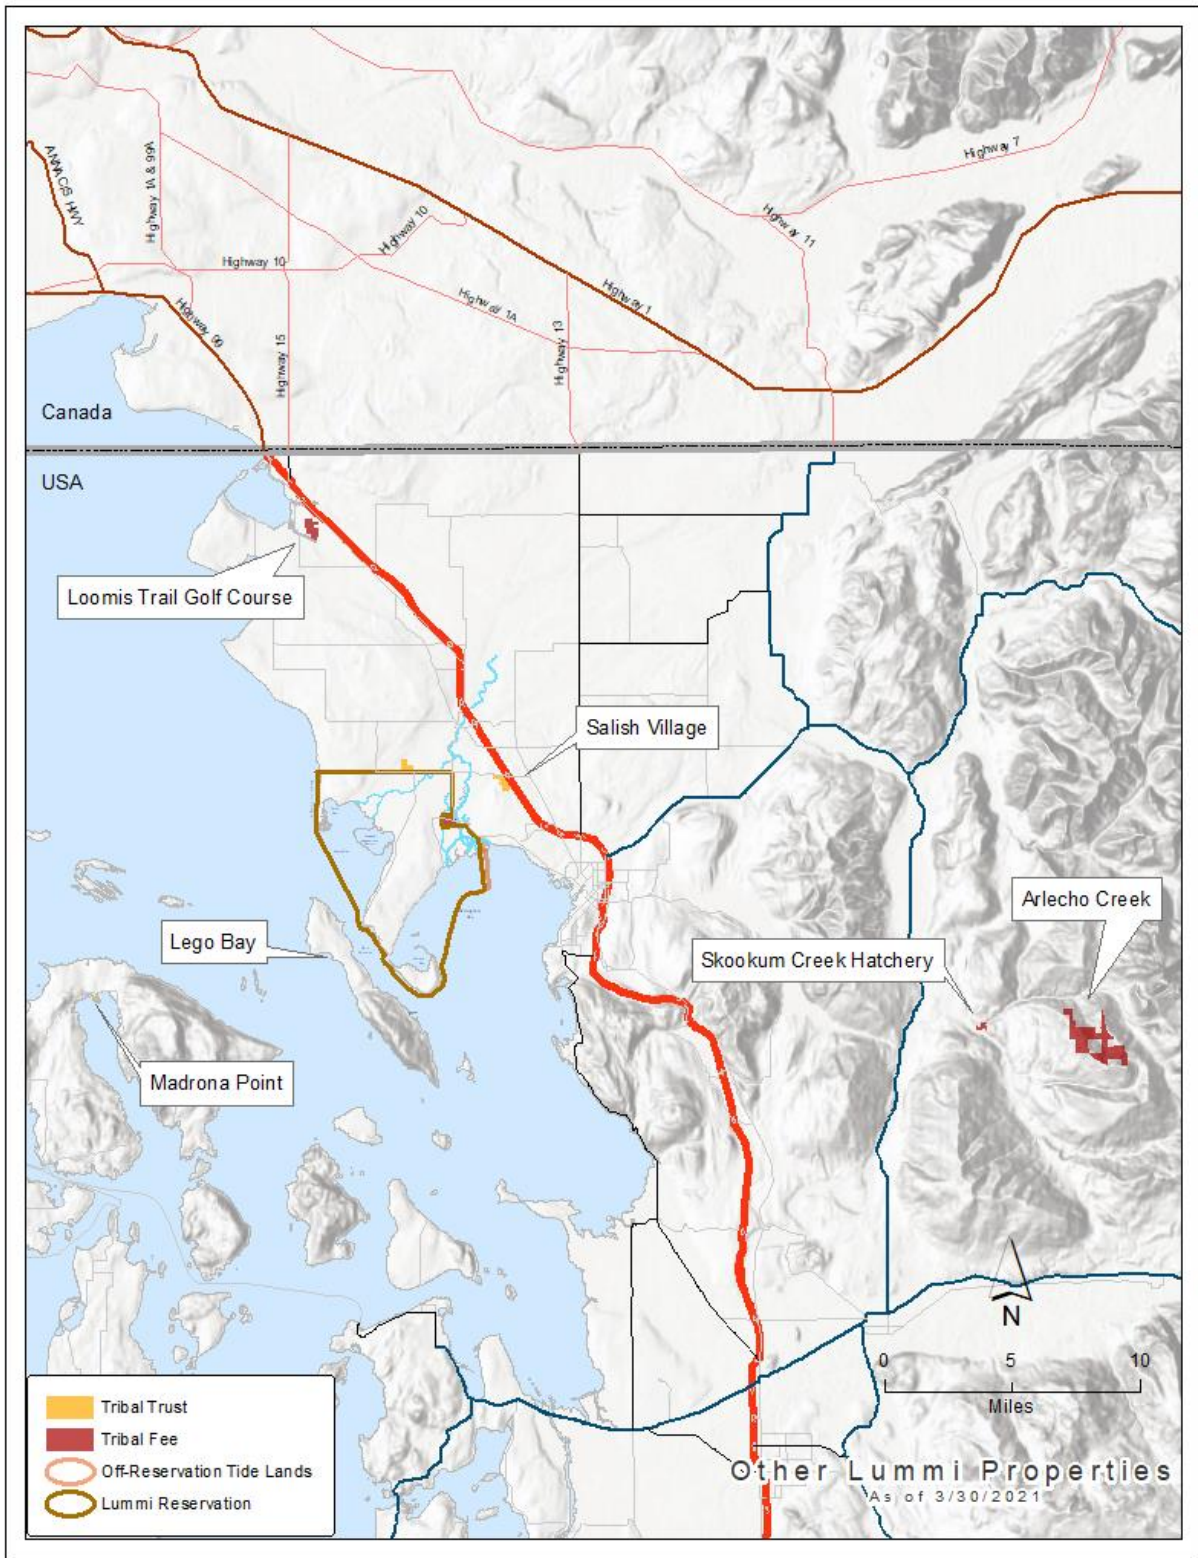 Highway 7
ANNACIS HWY
Highway 1A & 99A
Highway 10
Highway 11
Highway 10
Highway 1
Highway 1A
Highway 99
Highway 13
Highway 15
Canada
USA
Loomis Trail Golf Course
Salish Village
Arlecho Creek
Lego Bay
Skookum Creek Hatchery
Madrona Point
N
0 5 10
Miles
Tribal Trust
Tribal Fee
Off-Reservation Tide Lands
Lummi Reservation
Other Lummi Properties
As of 3/30/2021